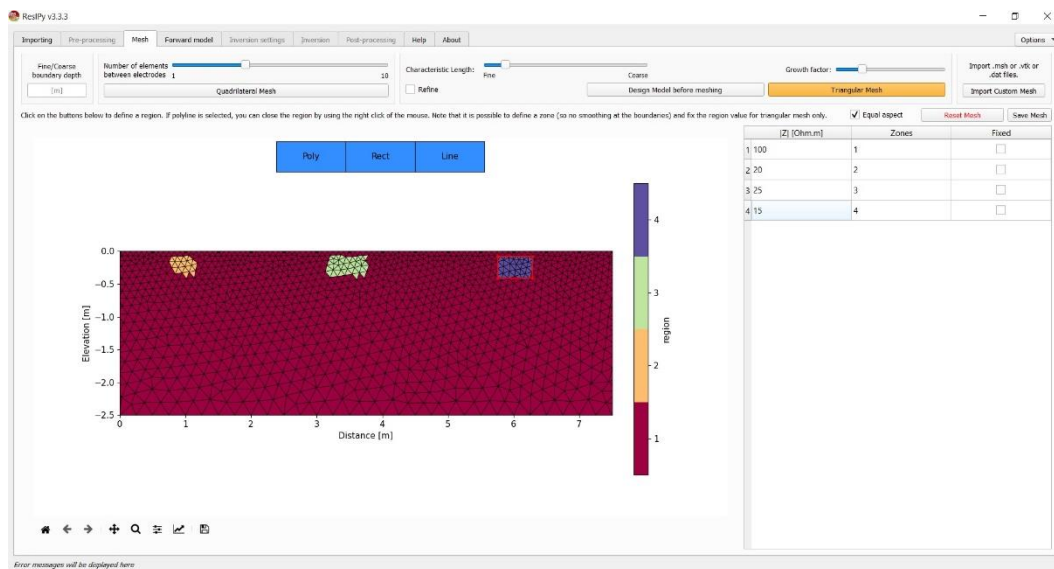 ResIPy v3.3.3
Importing Pre-processing Mesh Forward model Inversion settings Inversion Post-processing Help About Options
Fine/Coarse boundary depth
[m]
Number of elements between electrodes 1 10
Quadrilateral Mesh
Characteristic Length: Fine Coarse
Growth factor:
Refine
Design Model before meshing
Triangular Mesh
Import .msh or .vtk or .dat files.
Import Custom Mesh
Click on the buttons below to define a region. If polyline is selected, you can close the region by using the right click of the mouse. Note that it is possible to define a zone (so no smoothing at the boundaries) and fix the region value for triangular mesh only.
Equal aspect
Reset Mesh
Save Mesh
Poly Rect Line
|Z| [Ohm.m] Zones Fixed
1 100 1
2 20 2
3 25 3
4 15 4
0.0
−0.5
−1.0
−1.5
−2.0
−2.5
Elevation [m]
0 1 2 3 4 5 6 7
Distance [m]
4
3
2
1
region
Error messages will be displayed here